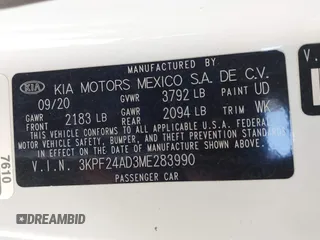 MANUFACTURED BY
KIA KIA MOTORS MEXICO S.A. DE C.V.
09/20 GVWR 3792 LB PAINT UD
GAWR FRONT 2183 LB GAWR REAR 2094 LB TRIM WK
THIS VEHICLE CONFORMS TO ALL APPLICABLE U.S.A. FEDERAL
MOTOR VEHICLE SAFETY, BUMPER, AND THEFT PREVENTION
STANDARDS IN EFFECT ON THE DATE OF MANUFACTURE
SHOWN ABOVE.
V.I.N. 3KPF24AD3ME283990
PASSENGER CAR
7610
V.
DREAMBID